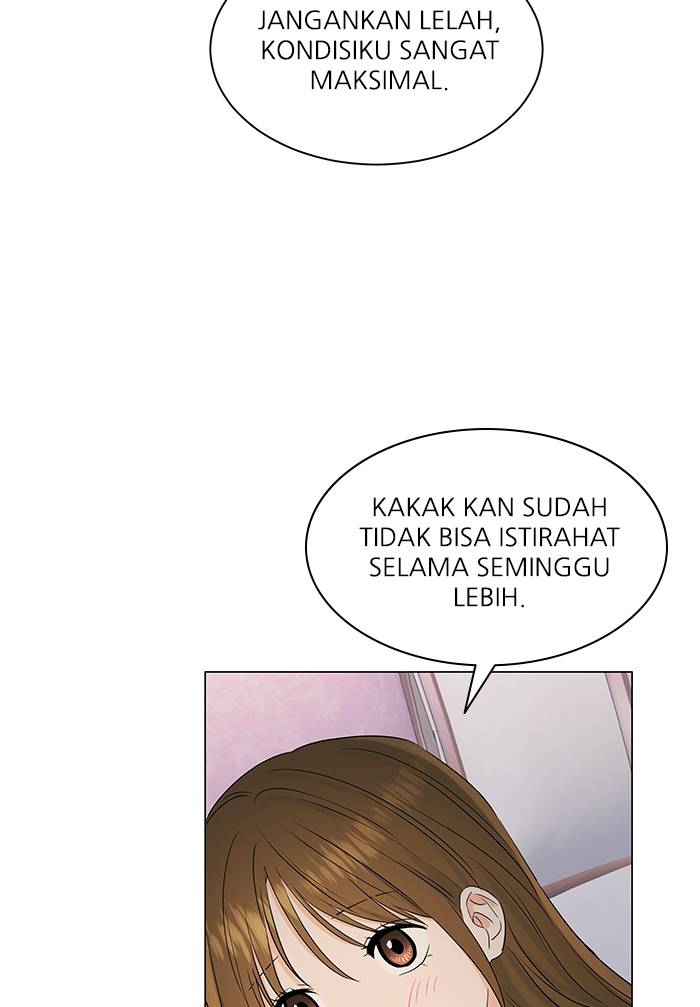 JANGANKAN LELAH,
KONDISIKU SANGAT
MAKSIMAL.
KAKAK KAN SUDAH
TIDAK BISA ISTIRAHAT
SELAMA SEMINGGU
LEBIH.